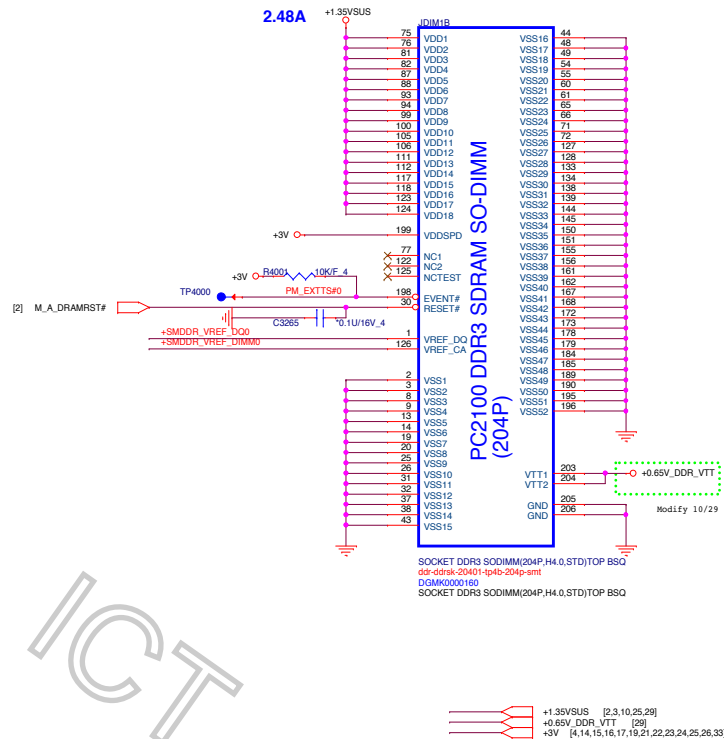 2.48A
+1.35VSUS
JDIM1B
75 VDD1 VSS16 44
76 VDD2 VSS17 48
81 VDD3 VSS18 49
82 VDD4 VSS19 54
87 VDD5 VSS20 55
88 VDD6 VSS21 60
93 VDD7 VSS22 61
94 VDD8 VSS23 65
99 VDD9 VSS24 66
100 VDD10 VSS25 71
105 VDD11 VSS26 72
106 VDD12 VSS27 127
111 VDD13 VSS28 128
112 VDD14 VSS29 133
117 VDD15 VSS30 134
118 VDD16 VSS31 138
123 VDD17 VSS32 139
124 VDD18 VSS33 144
VSS34 145
+3V 199 VDDSPD VSS35 150
VSS36 151
77 NC1 VSS37 155
122 NC2 VSS38 156
125 NCTEST VSS39 161
VSS40 162
+3V R4001 10K/F_4
TP4000 PM_EXTTS#0 198 EVENT# VSS41 167
[2] M_A_DRAMRST# 30 RESET# VSS42 168
VSS43 172
C3265 *0.1U/16V_4 VSS44 173
+SMDDR_VREF_DQ0 1 VREF_DQ VSS45 178
+SMDDR_VREF_DIMM0 126 VREF_CA VSS46 179
VSS47 184
VSS48 185
2 VSS1 VSS49 189
3 VSS2 VSS50 190
8 VSS3 VSS51 195
9 VSS4 VSS52 196
13 VSS5
14 VSS6
19 VSS7
20 VSS8
25 VSS9
26 VSS10 VTT1 203 +0.65V_DDR_VTT
31 VSS11 VTT2 204
32 VSS12
37 VSS13 GND 205
38 VSS14 GND 206
43 VSS15
Modify 10/29
PC2100 DDR3 SDRAM SO-DIMM
(204P)
SOCKET DDR3 SODIMM(204P,H4.0,STD)TOP BSQ
ddr-ddrsk-20401-tp4b-204p-smt
DGMK0000160
SOCKET DDR3 SODIMM(204P,H4.0,STD)TOP BSQ
ICT
+1.35VSUS [2,3,10,25,29]
+0.65V_DDR_VTT [29]
+3V [4,14,15,16,17,19,21,22,23,24,25,26,33